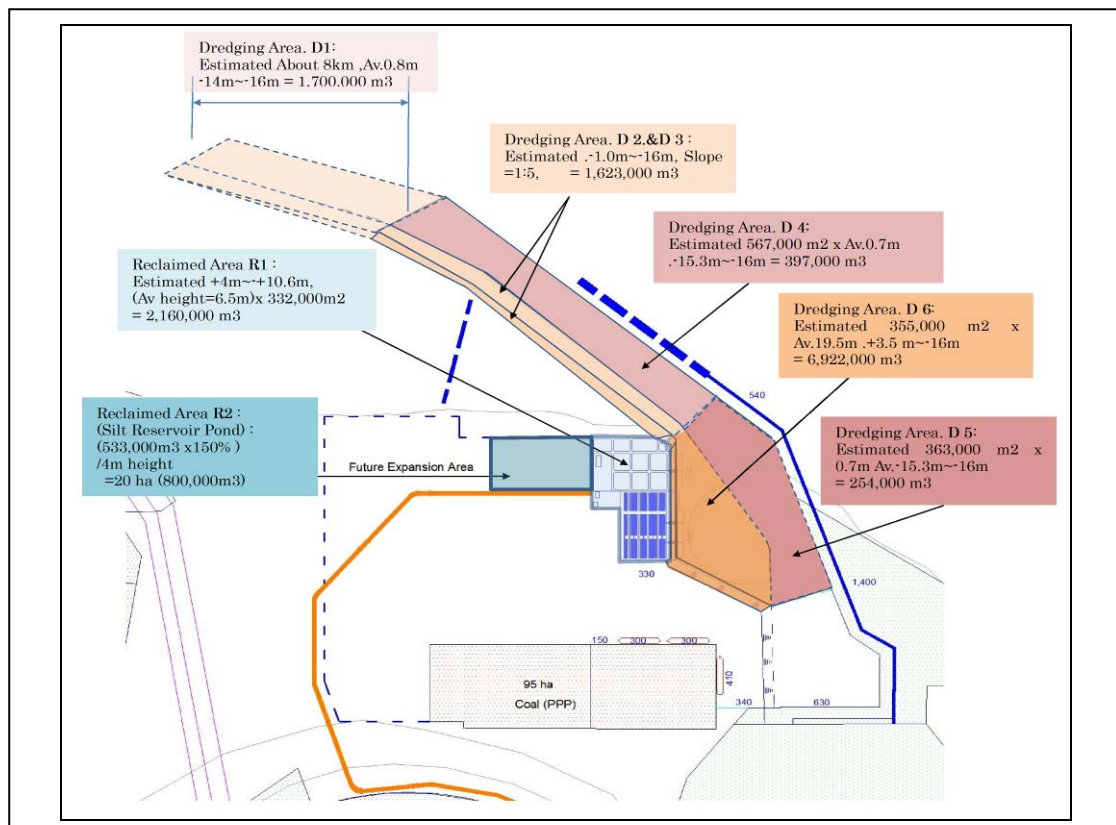 Dredging Area. D1:
Estimated About 8km ,Av.0.8m
-14m~-16m = 1.700.000 m3
Dredging Area. D 2.&D 3 :
Estimated .-1.0m~-16m, Slope
=1:5, = 1,623,000 m3
Dredging Area. D 4:
Estimated 567,000 m2 x Av.0.7m
.-15.3m~-16m = 397,000 m3
Reclaimed Area R1 :
Estimated +4m~+10.6m,
(Av height=6.5m)x 332,000m2
= 2,160,000 m3
Dredging Area. D 6:
Estimated 355,000 m2 x
Av.19.5m .+3.5 m~-16m
= 6,922,000 m3
540
Reclaimed Area R2 :
(Silt Reservoir Pond) :
(533,000m3 x150% )
/4m height
=20 ha (800,000m3)
Dredging Area. D 5:
Estimated 363,000 m2 x
0.7m Av.-15.3m~-16m
= 254,000 m3
Future Expansion Area
330
1,400
150
300
300
410
95 ha
Coal (PPP)
340
630